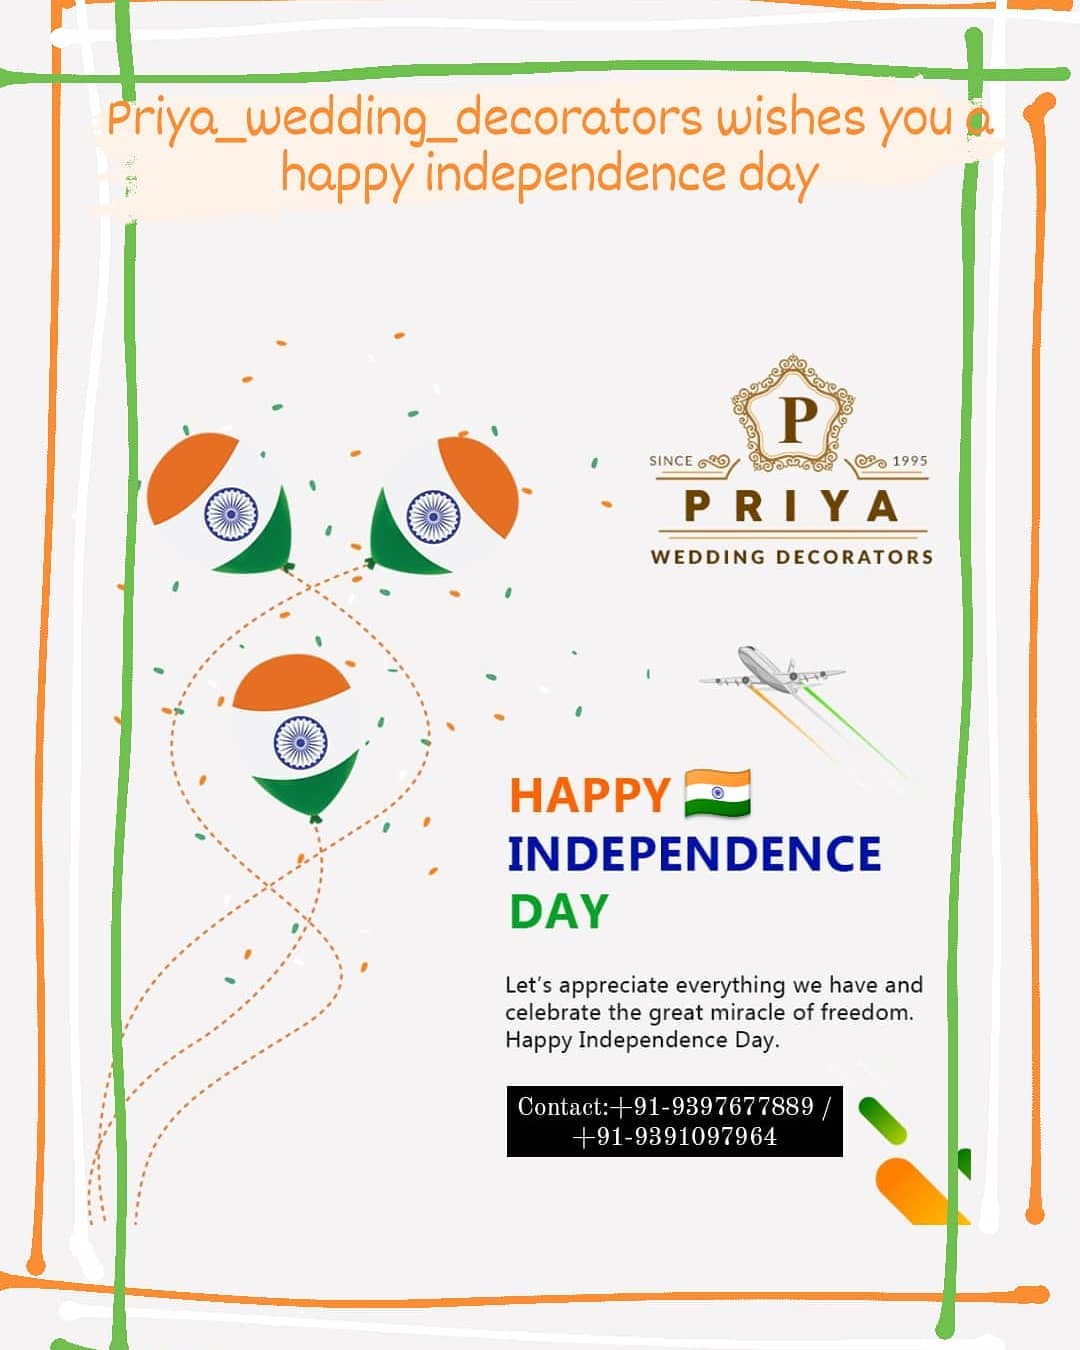 Priya_wedding_decorators wishes you a
happy independence day
P
SINCE 1995
PRIYA
WEDDING DECORATORS
HAPPY 🇮🇳
INDEPENDENCE
DAY
Let's appreciate everything we have and
celebrate the great miracle of freedom.
Happy Independence Day.
Contact:+91-9397677889 /
+91-9391097964